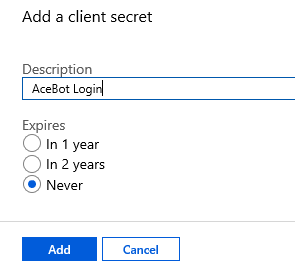 Add a client secret
Description
AceBot Login
Expires
In 1 year
In 2 years
Never
Add
Cancel